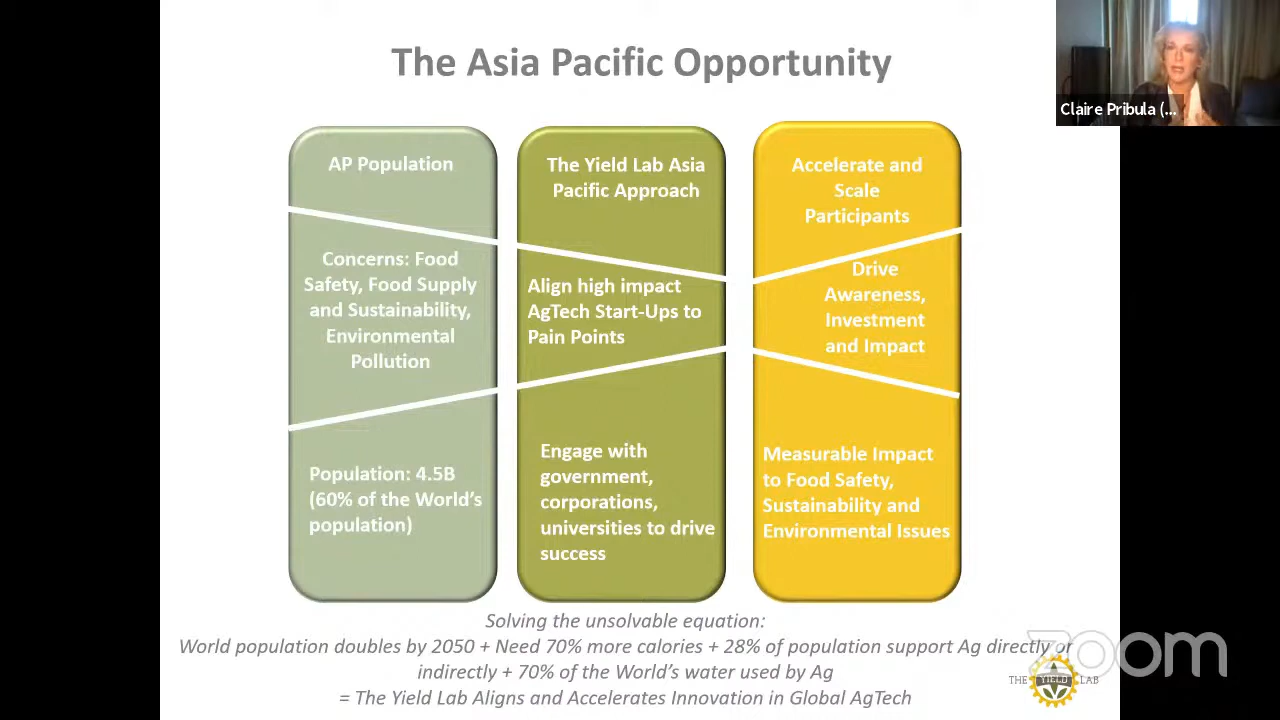 The Asia Pacific Opportunity
Claire Pribula (...
AP Population
Concerns: Food
Safety, Food Supply
and Sustainability,
Environmental
Pollution
Population: 4.5B
(60% of the World's
population)
The Yield Lab Asia
Pacific Approach
Align high impact
AgTech Start-Ups to
Pain Points
Engage with
government,
corporations,
universities to drive
success
Accelerate and
Scale
Participants
Drive
Awareness,
Investment
and Impact
Measurable Impact
to Food Safety,
Sustainability and
Environmental Issues
Solving the unsolvable equation:
World population doubles by 2050 + Need 70% more calories + 28% of population support Ag directly or
indirectly + 70% of the World's water used by Ag
= The Yield Lab Aligns and Accelerates Innovation in Global AgTech
zoom
THE YIELD LAB